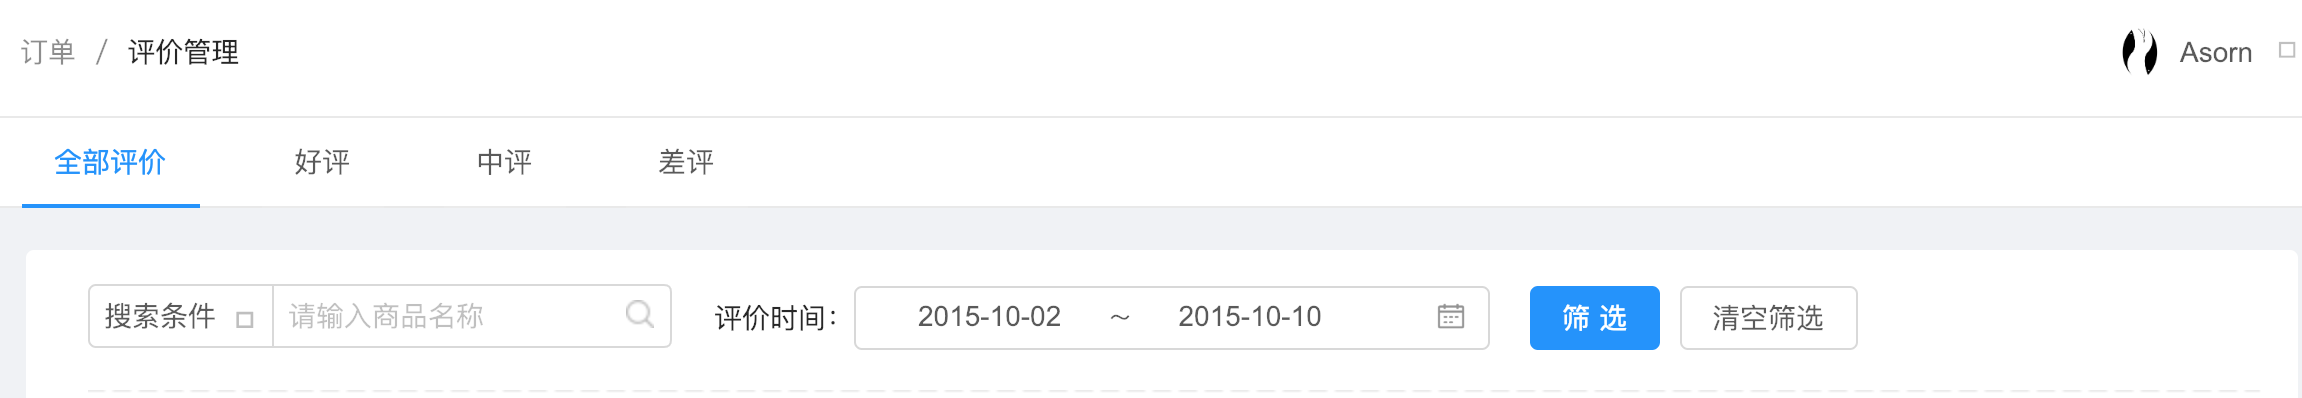 订单 / 评价管理 Asorn
全部评价 好评 中评 差评
搜索条件 请输入商品名称 评价时间: 2015-10-02 ~ 2015-10-10 筛 选 清空筛选